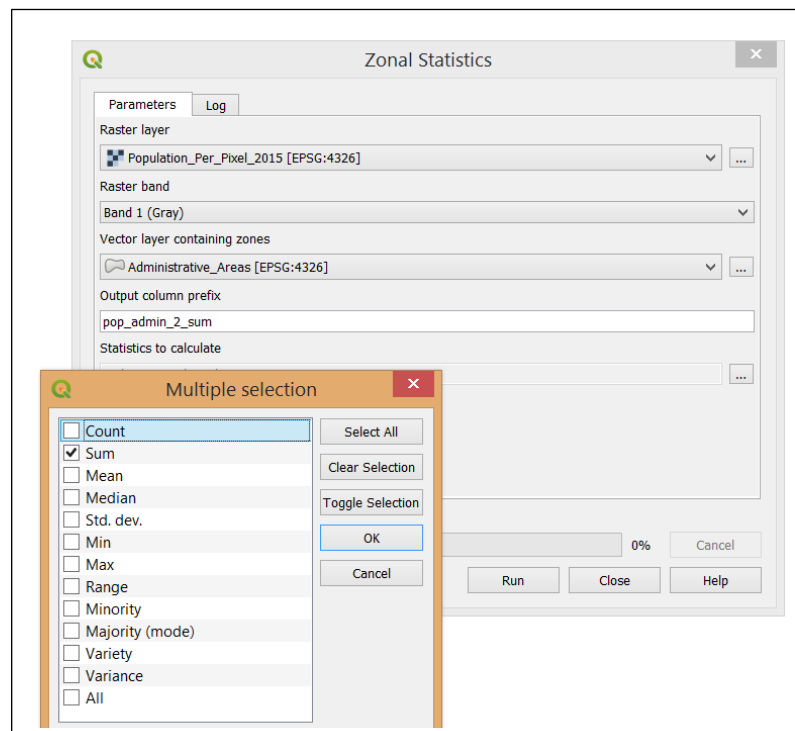 Zonal Statistics
Parameters
Log
Raster layer
Population_Per_Pixel_2015 [EPSG:4326]
...
Raster band
Band 1 (Gray)
Vector layer containing zones
Administrative_Areas [EPSG:4326]
...
Output column prefix
pop_admin_2_sum
Statistics to calculate
...
0%
Cancel
Run
Close
Help
Multiple selection
Count
Sum
Mean
Median
Std. dev.
Min
Max
Range
Minority
Majority (mode)
Variety
Variance
All
Select All
Clear Selection
Toggle Selection
OK
Cancel